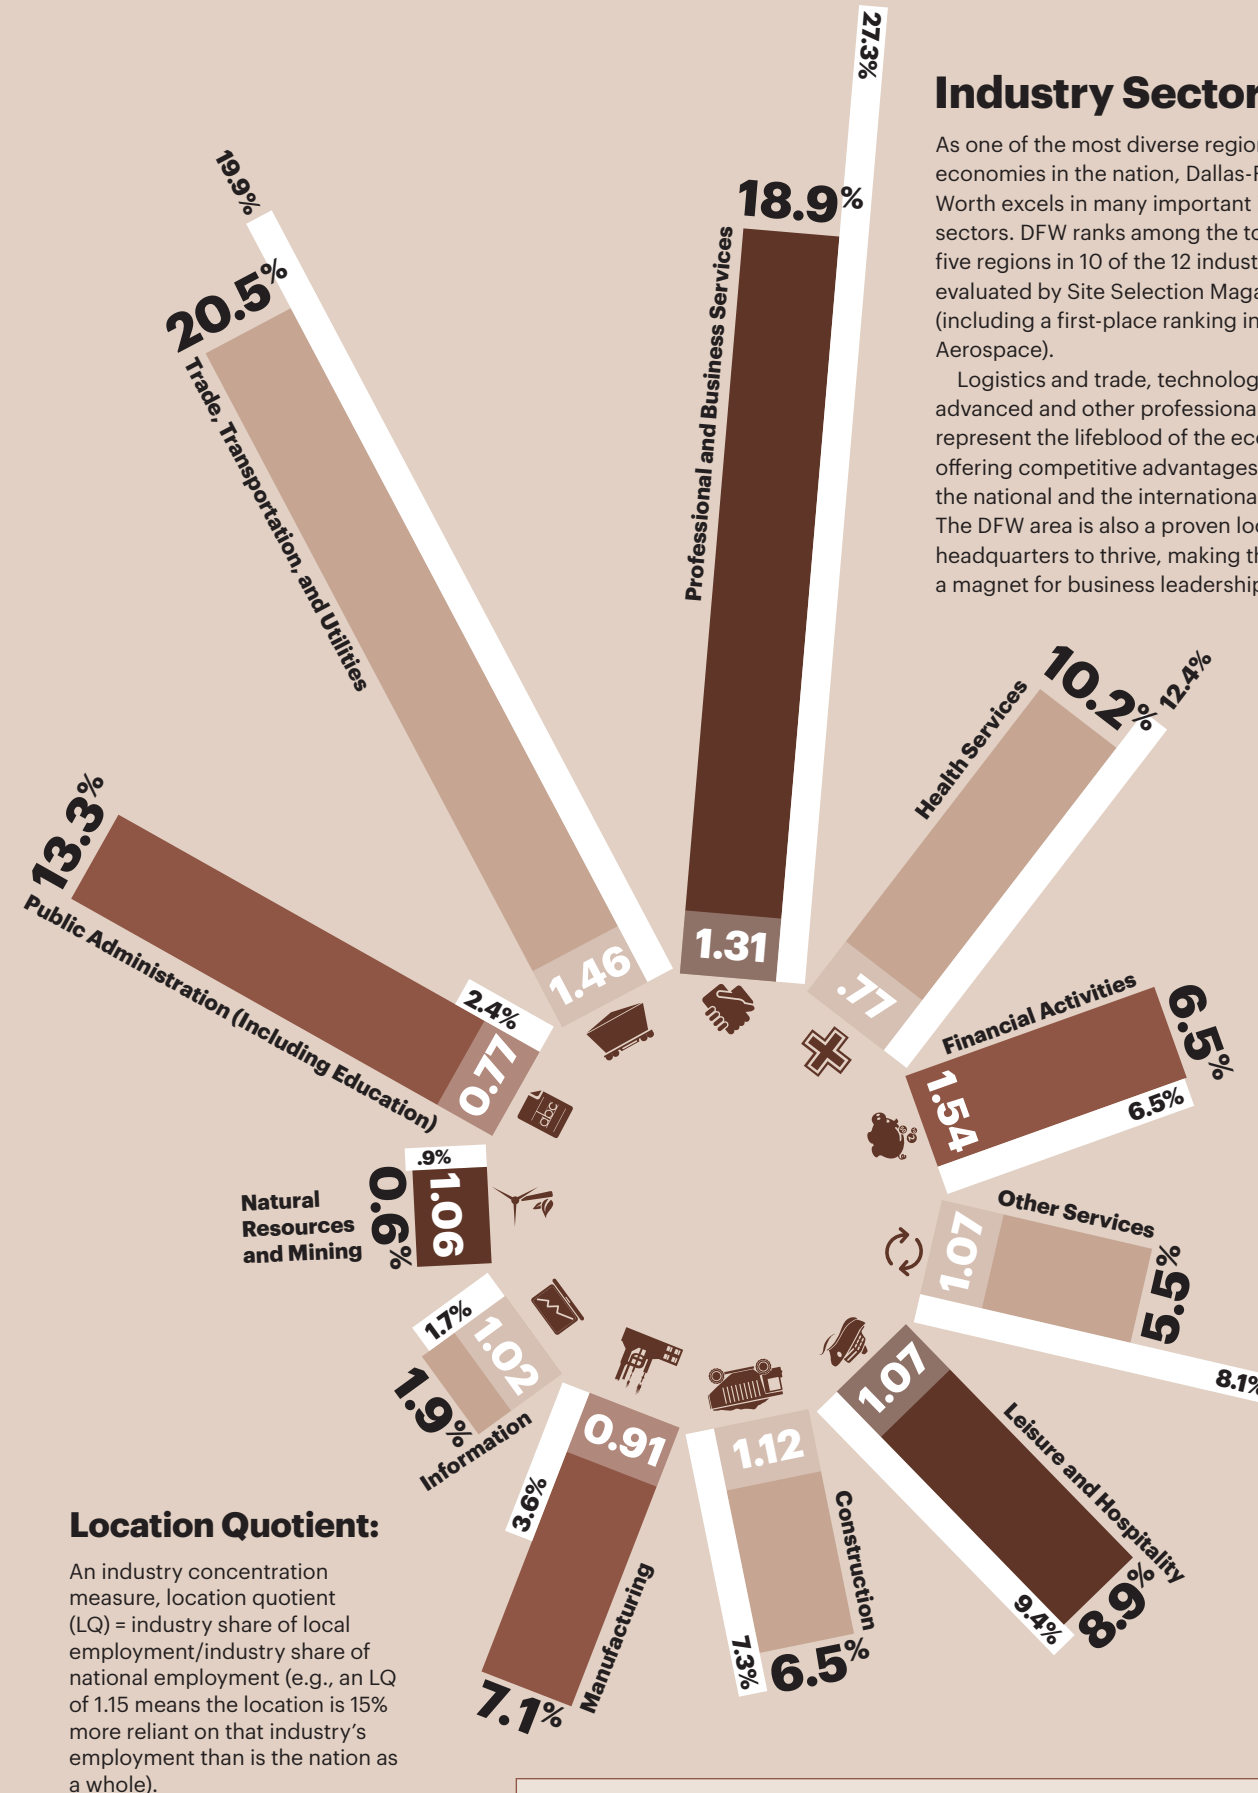 27.3%
Industry Sector
As one of the most diverse regio
economies in the nation, Dallas-F
Worth excels in many important
sectors. DFW ranks among the to
five regions in 10 of the 12 indust
evaluated by Site Selection Maga
(including a first-place ranking in
Aerospace).
Logistics and trade, technolog
advanced and other professiona
represent the lifeblood of the eco
offering competitive advantages
the national and the internationa
The DFW area is also a proven loc
headquarters to thrive, making th
a magnet for business leadership
19.9%
20.5%
Trade, Transportation, and Utilities
1.46
18.9%
Professional and Business Services
1.31
10.2%
12.4%
Health Services
.77
13.3%
Public Administration (Including Education)
2.4%
0.77
abc
Financial Activities
6.5%
1.54
6.5%
Natural
Resources
and Mining
0.9%
.9%
1.06
Other Services
1.07
5.5%
8.1%
1.7%
1.02
1.9%
Information
0.91
3.6%
Manufacturing
7.1%
1.12
Construction
7.3%
6.5%
1.07
Leisure and Hospitality
9.4%
8.9%
Location Quotient:
An industry concentration
measure, location quotient
(LQ) = industry share of local
employment/industry share of
national employment (e.g., an LQ
of 1.15 means the location is 15%
more reliant on that industry’s
employment than is the nation as
a whole).